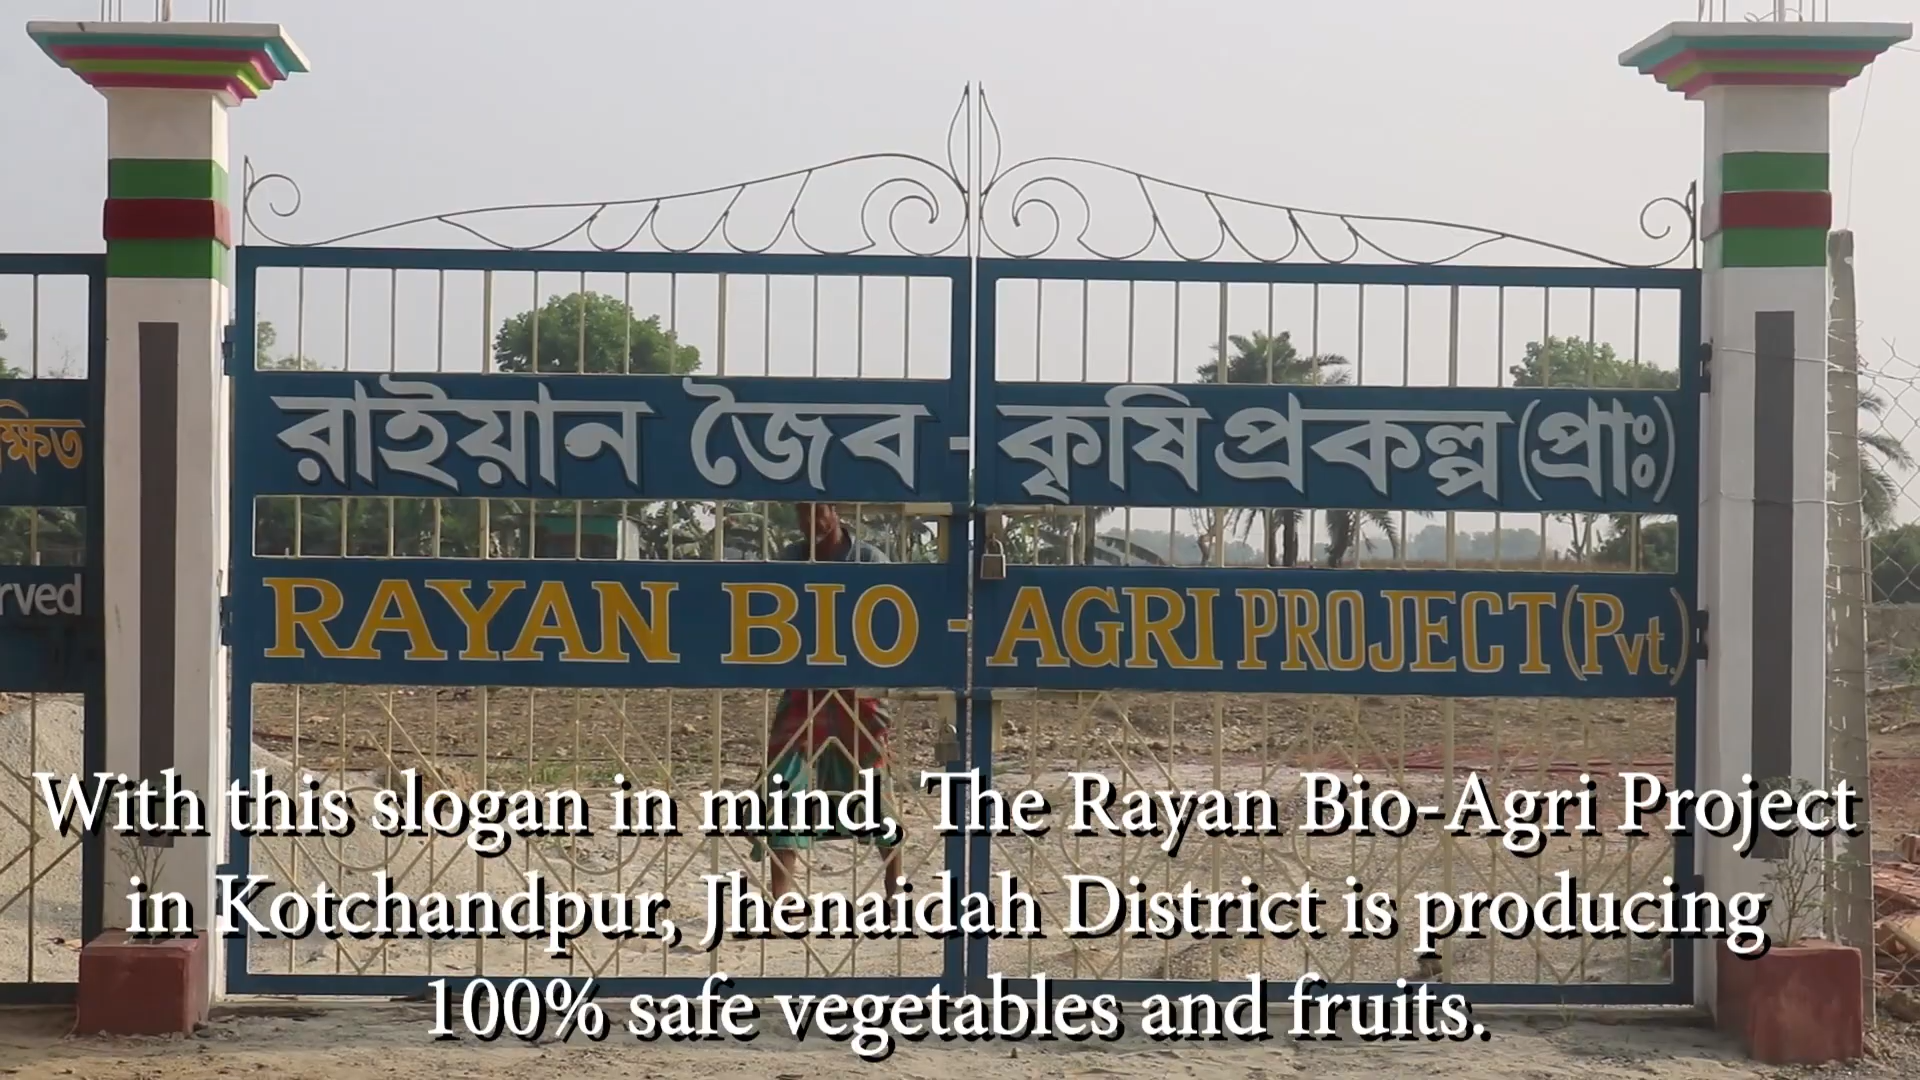 রাইয়ান জৈব - কৃষি প্রকল্প (প্রাঃ)
RAYAN BIO - AGRI PROJECT (Pvt.)
With this slogan in mind, The Rayan Bio-Agri Project
in Kotchandpur, Jhenaidah District is producing
100% safe vegetables and fruits.